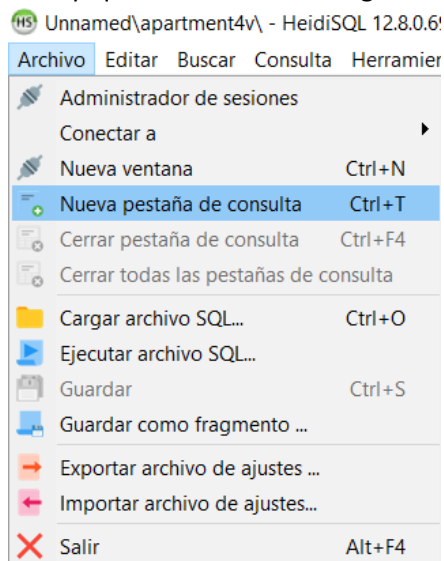 HS Unnamed\apartment4v\ - HeidiSQL 12.8.0.69
Archivo Editar Buscar Consulta
Administrador de sesiones
Conectar a
Nueva ventana Ctrl+N
Nueva pestaña de consulta Ctrl+T
Cerrar pestaña de consulta Ctrl+F4
Cerrar todas las pestañas de consulta
Cargar archivo SQL... Ctrl+O
Ejecutar archivo SQL...
Guardar Ctrl+S
Guardar como fragmento ...
Exportar archivo de ajustes ...
Importar archivo de ajustes...
Salir Alt+F4